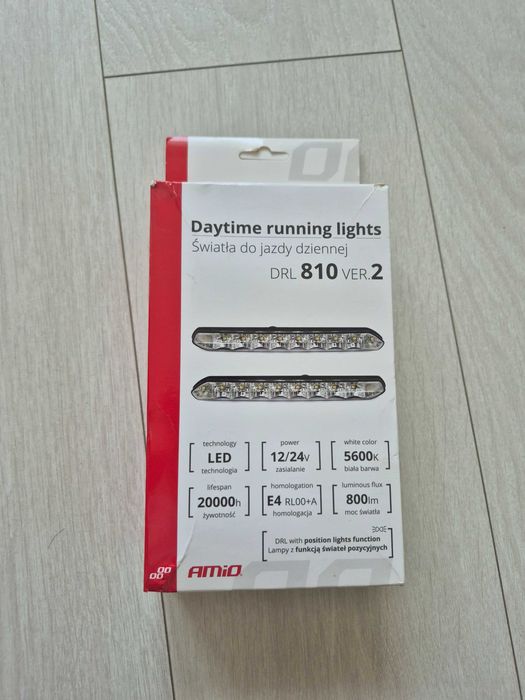 Daytime running lights
Światła do jazdy dziennej
DRL 810 VER.2
technology
LED
technologia
power
12/24V
zasialanie
white color
5600K
biała barwa
lifespan
20000h
żywotność
homologation
E4 RL00+A
homologacja
luminous flux
800lm
moc światła
DRL with position lights function
Lampy z funkcją świateł pozycyjnych
AMiO